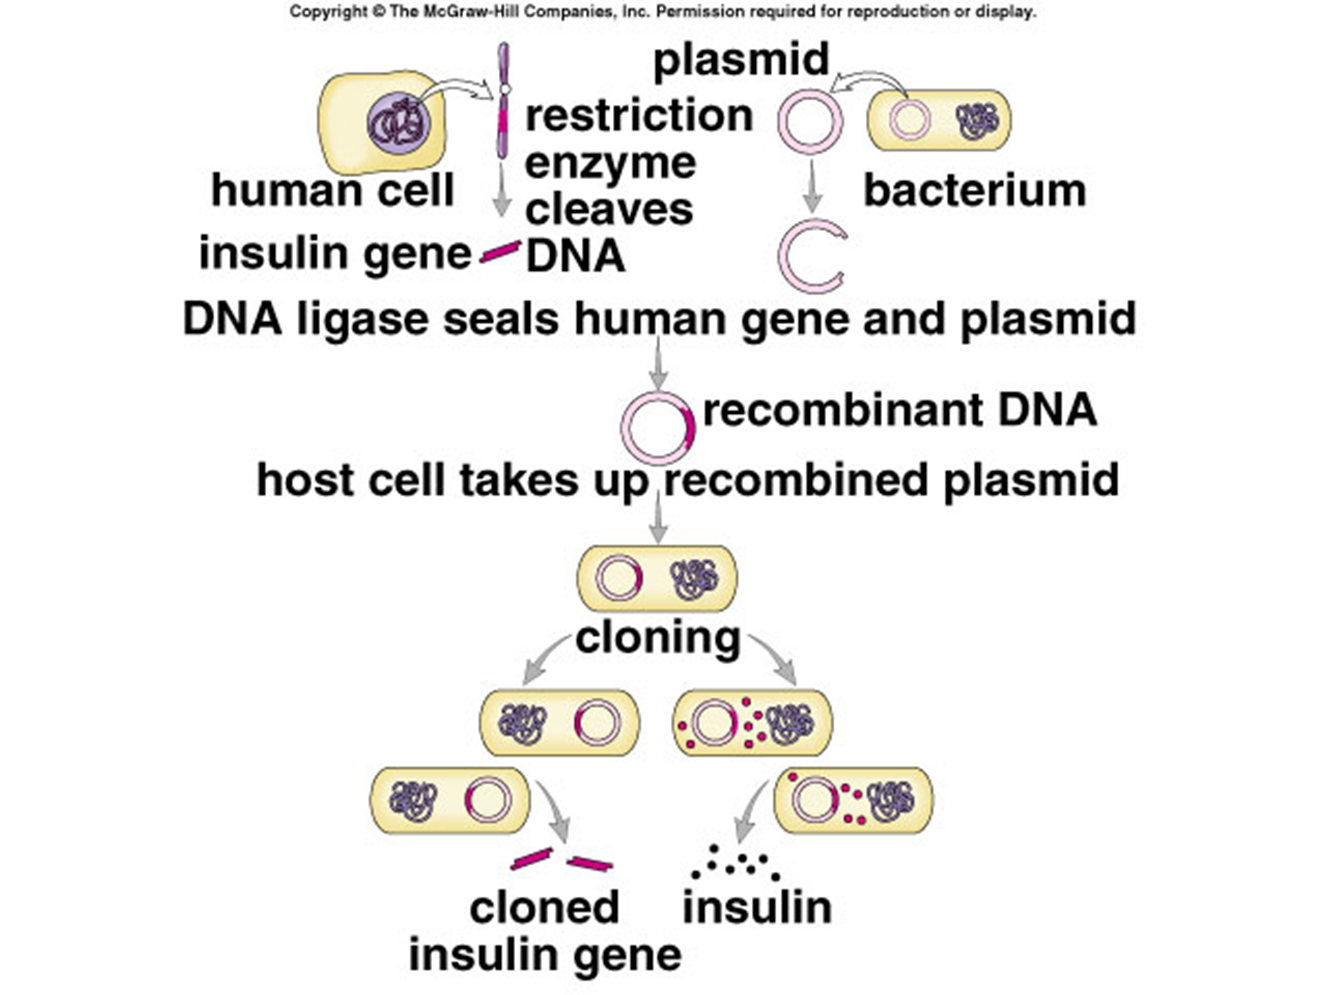 Copyright © The McGraw-Hill Companies, Inc. Permission required for reproduction or display.
plasmid
restriction
enzyme
cleaves
DNA
human cell
bacterium
insulin gene
DNA ligase seals human gene and plasmid
recombinant DNA
host cell takes up recombined plasmid
cloning
cloned
insulin gene
insulin